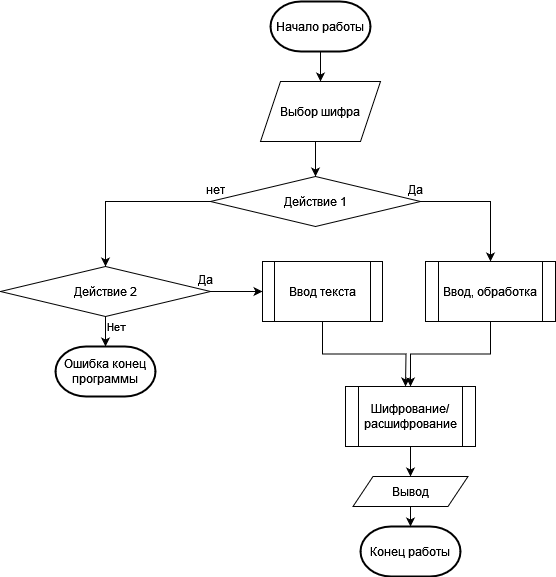 Начало работы
Выбор шифра
нет
Да
Действие 1
Действие 2
Да
Ввод текста
Ввод, обработка
Нет
Ошибка конец
программы
Шифрование/
расшифрование
Вывод
Конец работы